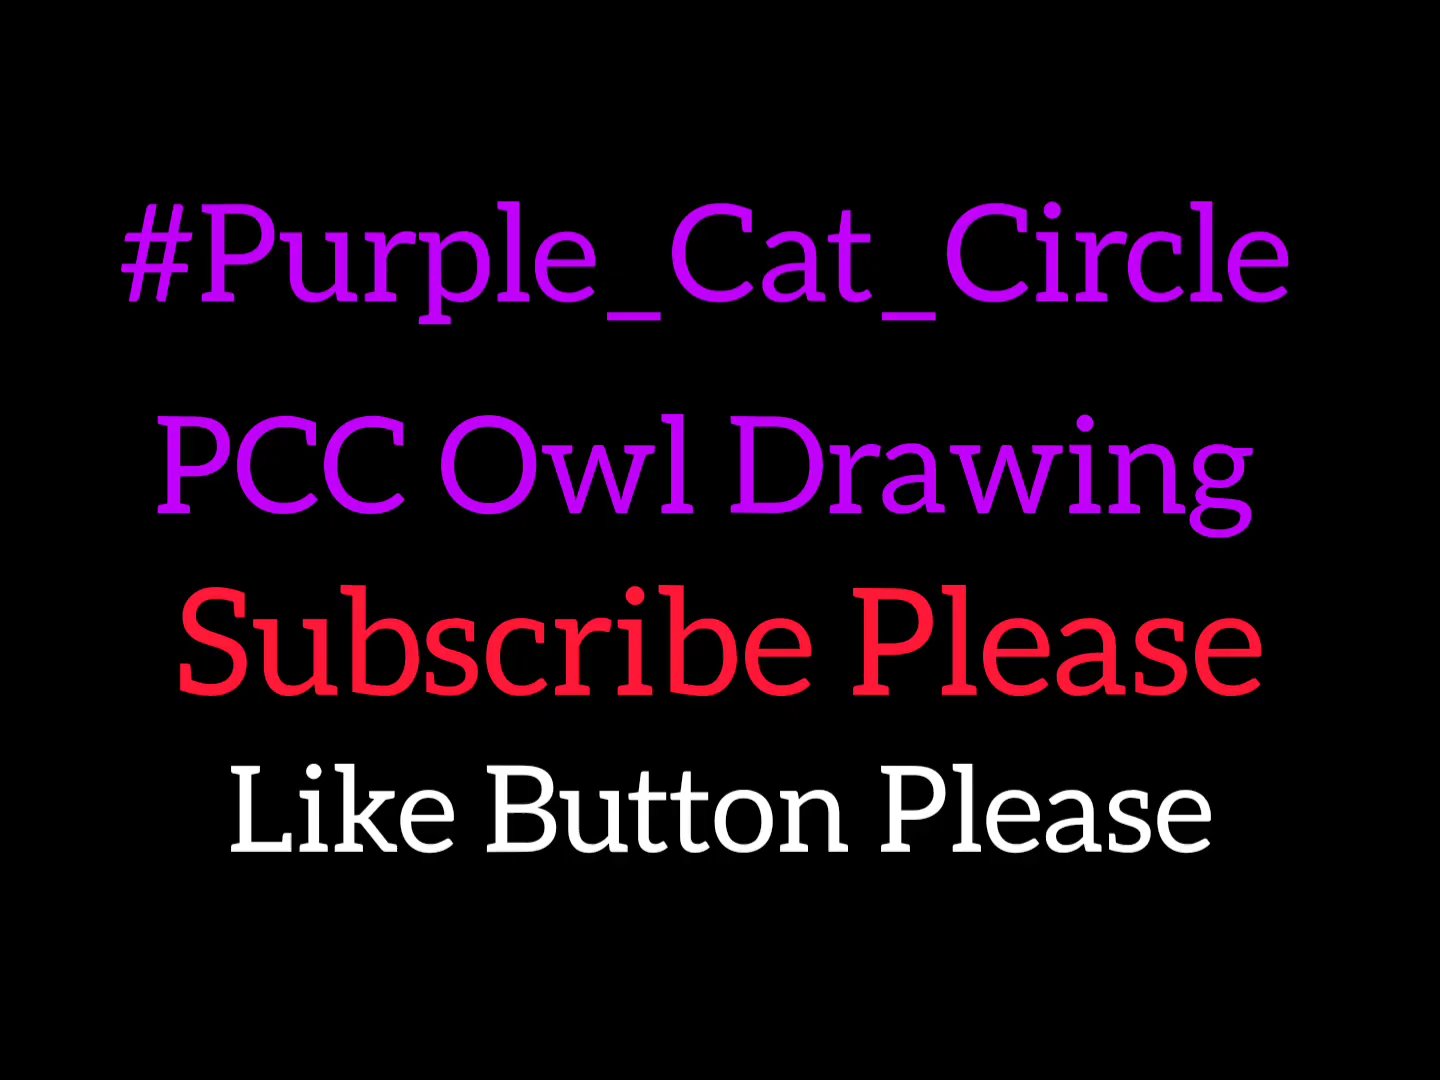 #Purple_Cat_Circle
PCC Owl Drawing
Subscribe Please
Like Button Please